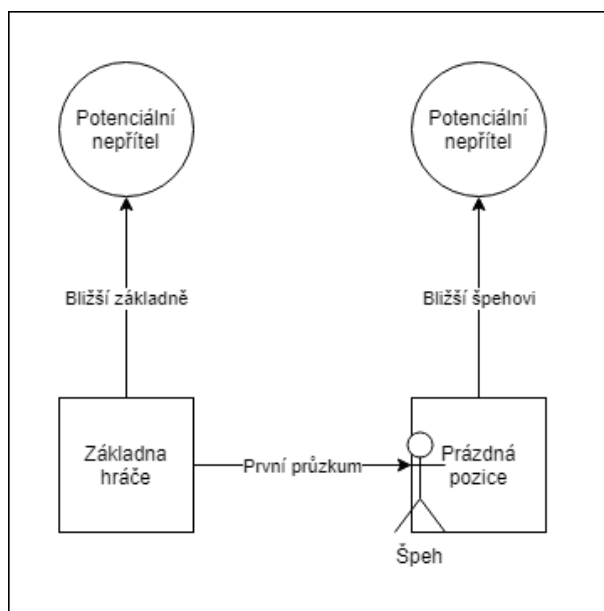 Potenciální
nepřítel
Potenciální
nepřítel
Bližší základně
Bližší špehovi
Základna
hráče
První průzkum
Prázdná
pozice
Špeh